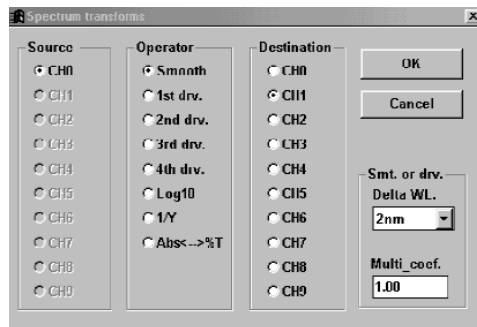 Spectrum transforms
Source
CH0
CH1
CH2
CH3
CH4
CH5
CH6
CH7
CH8
CH9
Operator
Smooth
1st drv.
2nd drv.
3rd drv.
4th drv.
Log10
1/Y
Abs<-->%T
Destination
CH0
CH1
CH2
CH3
CH4
CH5
CH6
CH7
CH8
CH9
OK
Cancel
Smt. or drv.
Delta WL.
2nm
Multi_coef.
1.00